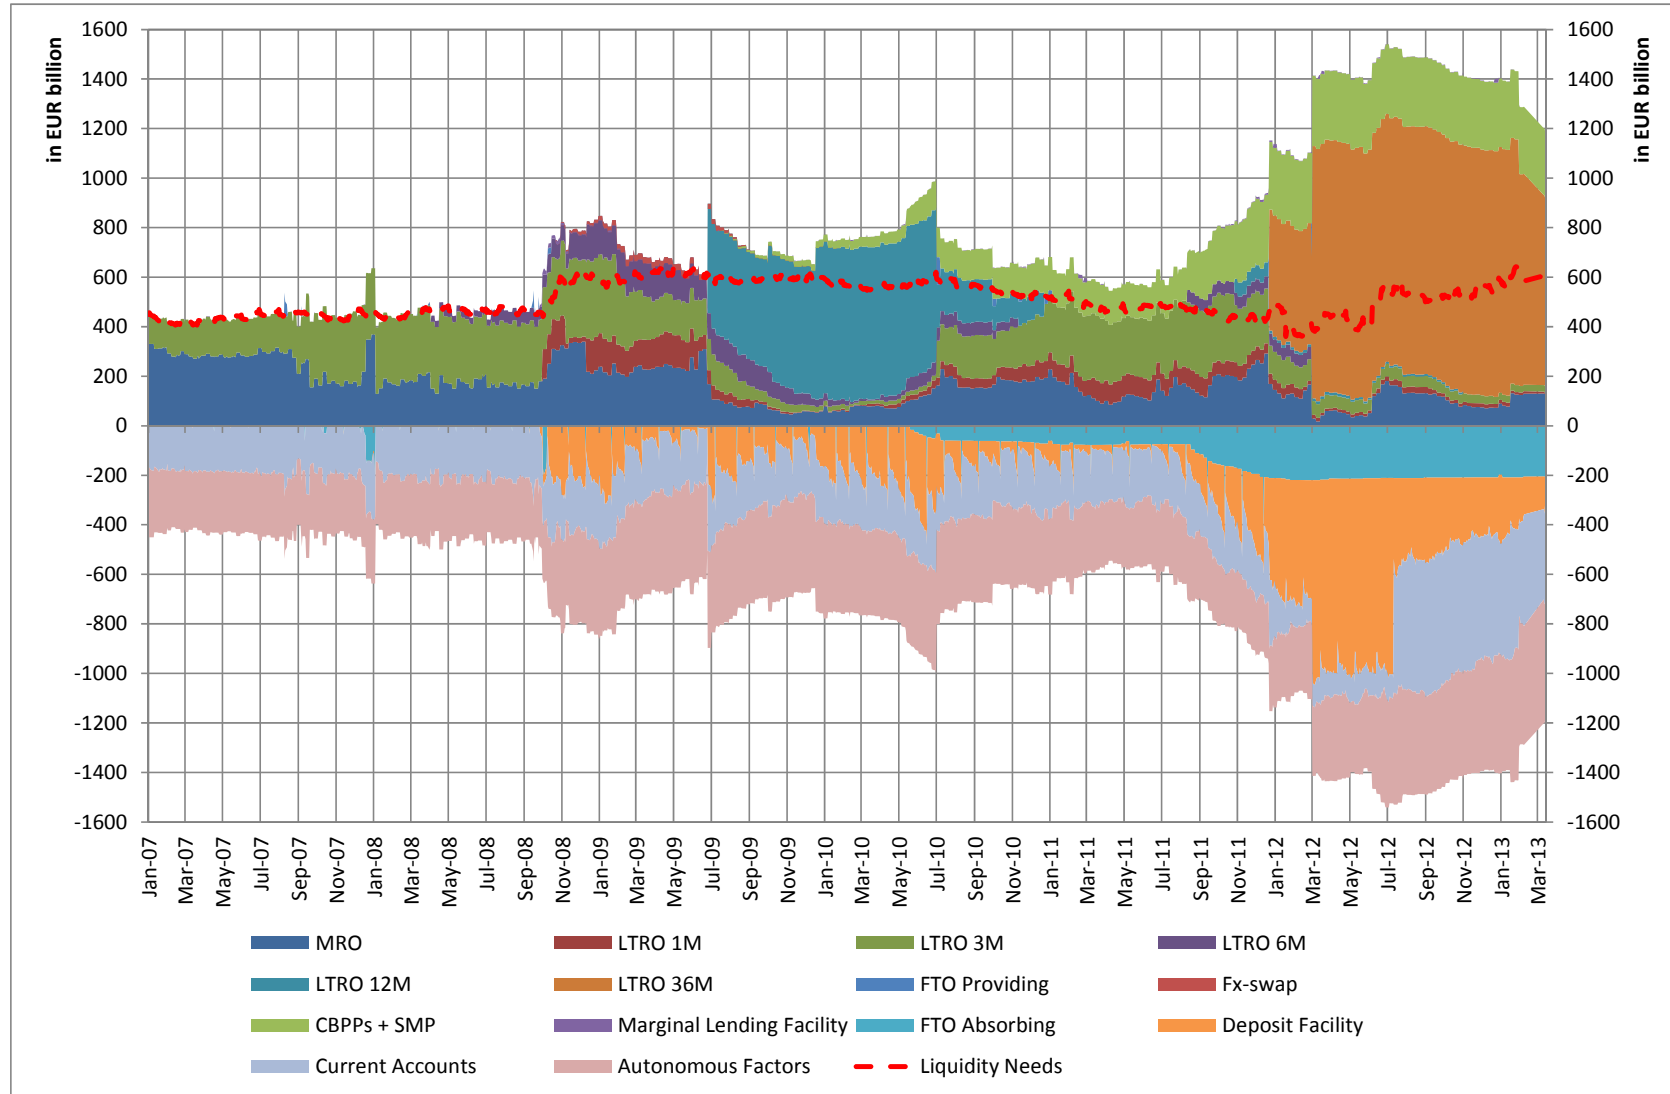 in EUR billion
1600
1400
1200
1000
800
600
400
200
0
-200
-400
-600
-800
-1000
-1200
-1400
-1600
in EUR billion
1600
1400
1200
1000
800
600
400
200
0
-200
-400
-600
-800
-1000
-1200
-1400
-1600
Jan-07
Mar-07
May-07
Jul-07
Sep-07
Nov-07
Jan-08
Mar-08
May-08
Jul-08
Sep-08
Nov-08
Jan-09
Mar-09
May-09
Jul-09
Sep-09
Nov-09
Jan-10
Mar-10
May-10
Jul-10
Sep-10
Nov-10
Jan-11
Mar-11
May-11
Jul-11
Sep-11
Nov-11
Jan-12
Mar-12
May-12
Jul-12
Sep-12
Nov-12
Jan-13
Mar-13
MRO LTRO 1M LTRO 3M LTRO 6M
LTRO 12M LTRO 36M FTO Providing Fx-swap
CBPPs + SMP Marginal Lending Facility FTO Absorbing Deposit Facility
Current Accounts Autonomous Factors Liquidity Needs